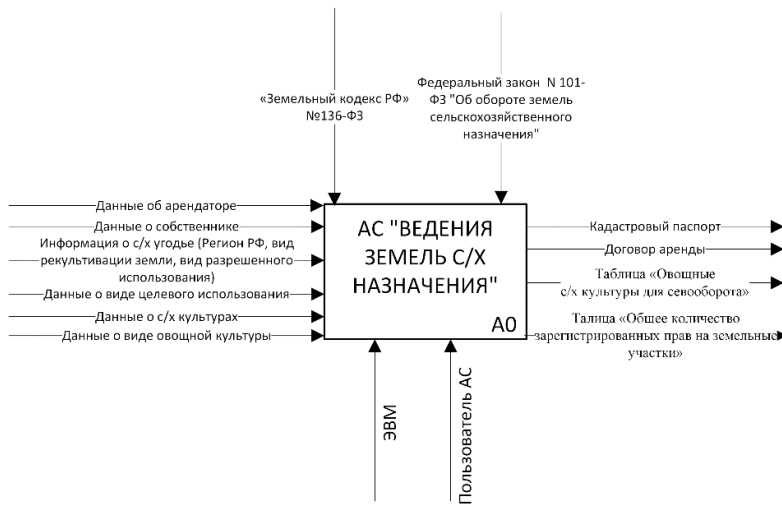 «Земельный кодекс РФ»
№136-ФЗ
Федеральный закон N 101-
ФЗ "Об обороте земель
сельскохозяйственного
назначения"
Данные об арендаторе
Данные о собственнике
Информация о с/х угодье (Регион РФ, вид
рекультивации земли, вид разрешенного
использования)
Данные о виде целевого использования
Данные о с/х культурах
Данные о виде овощной культуры
АС "ВЕДЕНИЯ
ЗЕМЕЛЬ С/Х
НАЗНАЧЕНИЯ"
А0
Кадастровый паспорт
Договор аренды
Таблица «Овощные
с/х культуры для севооборота»
Талица «Общее количество
зарегистрированных прав на земельные
участки»
ЭВМ
Пользователь АС